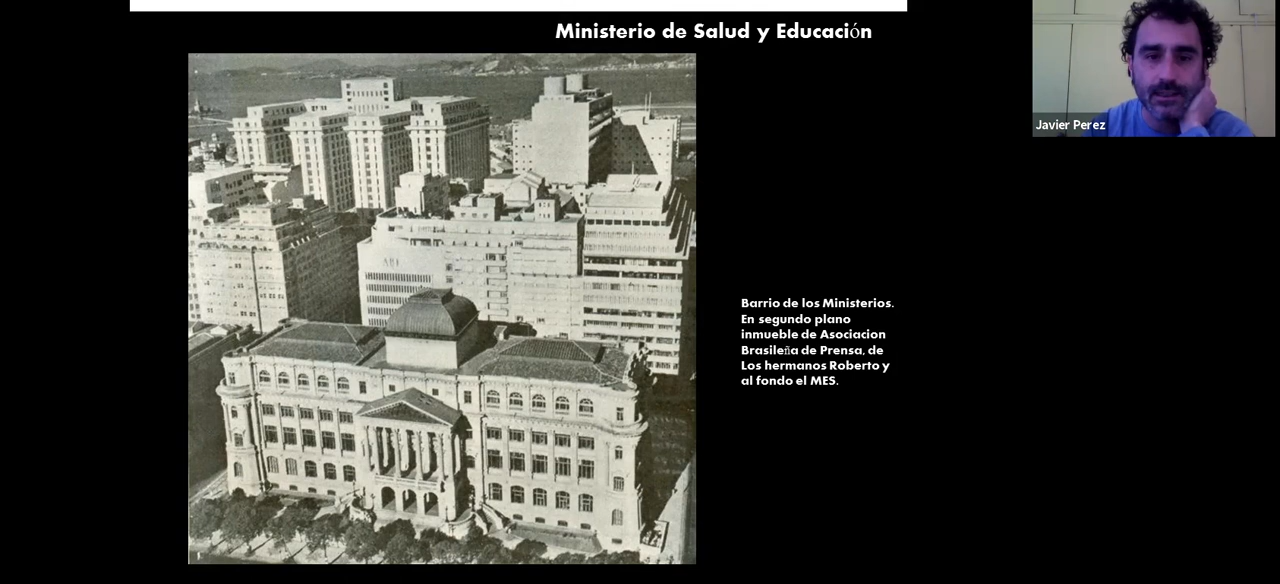 Ministerio de Salud y Educación
Javier Perez
ABI
Barrio de los Ministerios.
En segundo plano
inmueble de Asociacion
Brasileña de Prensa, de
Los hermanos Roberto y
al fondo el MES.